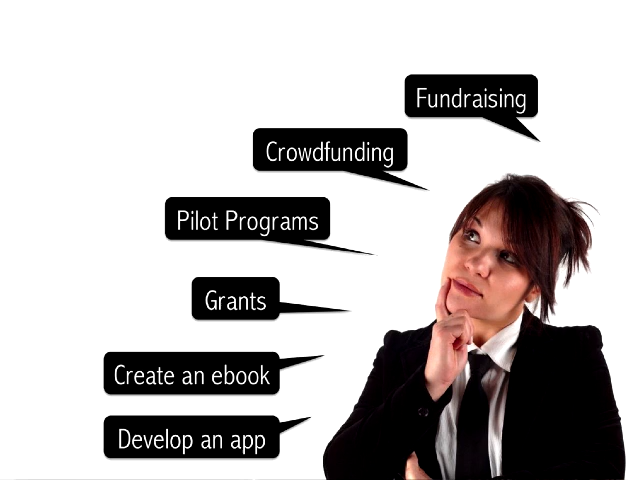 Fundraising
Crowdfunding
Pilot Programs
Grants
Create an ebook
Develop an app